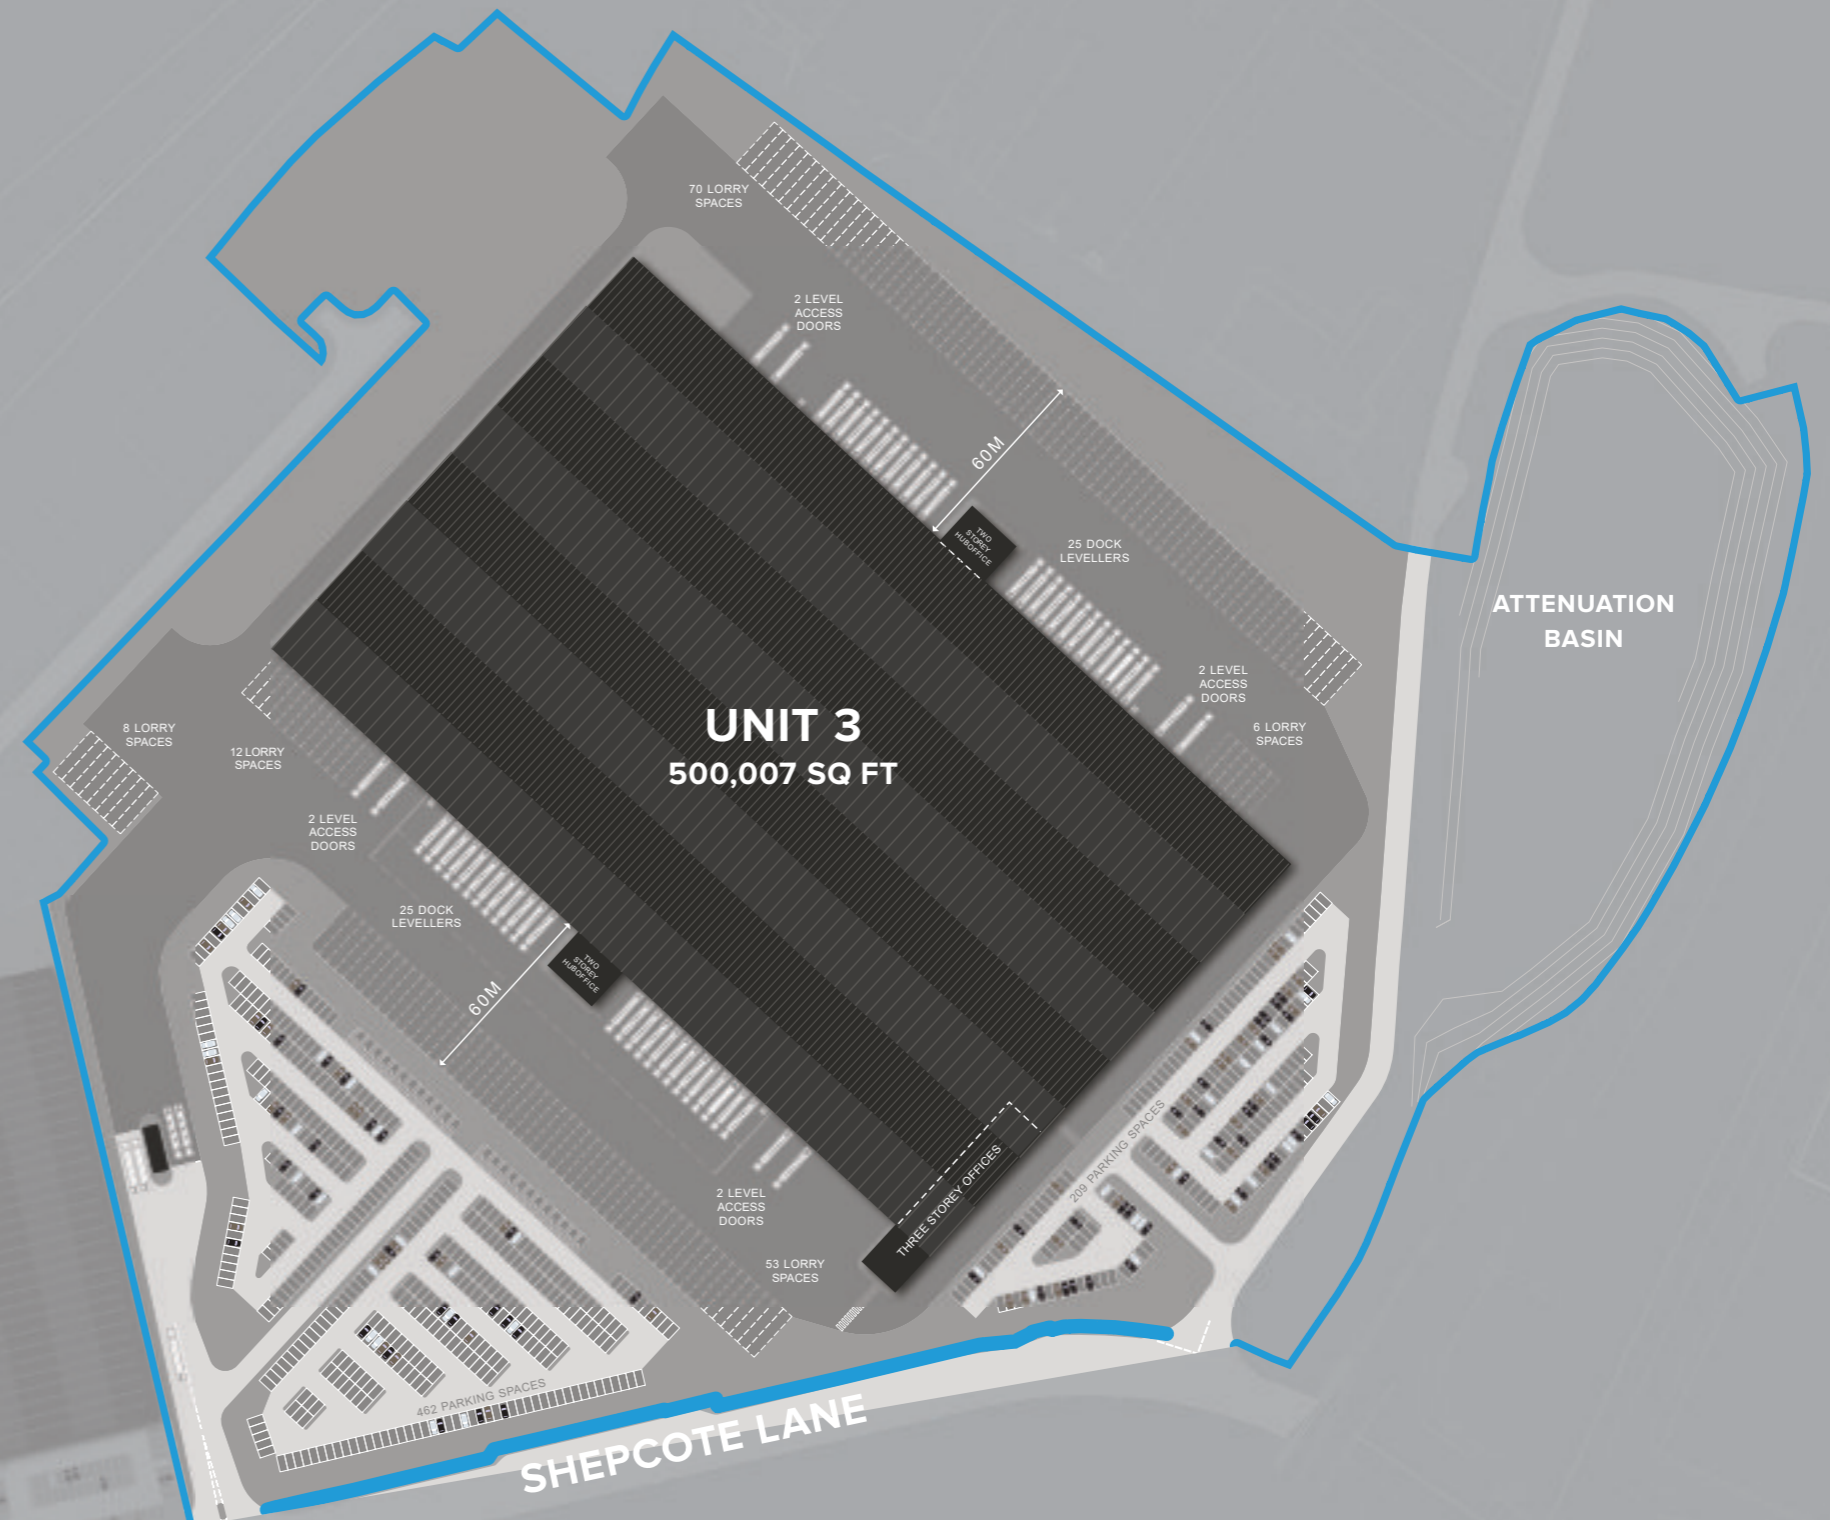 70 LORRY
SPACES
2 LEVEL
ACCESS
DOORS
60M
TWO
STOREY
HUB OFFICE
25 DOCK
LEVELLERS
ATTENUATION
BASIN
2 LEVEL
ACCESS
DOORS
6 LORRY
SPACES
UNIT 3
500,007 SQ FT
8 LORRY
SPACES
12 LORRY
SPACES
2 LEVEL
ACCESS
DOORS
25 DOCK
LEVELLERS
TWO
STOREY
HUB OFFICE
60M
209 PARKING SPACES
THREE STOREY OFFICES
2 LEVEL
ACCESS
DOORS
53 LORRY
SPACES
462 PARKING SPACES
SHEPCOTE LANE